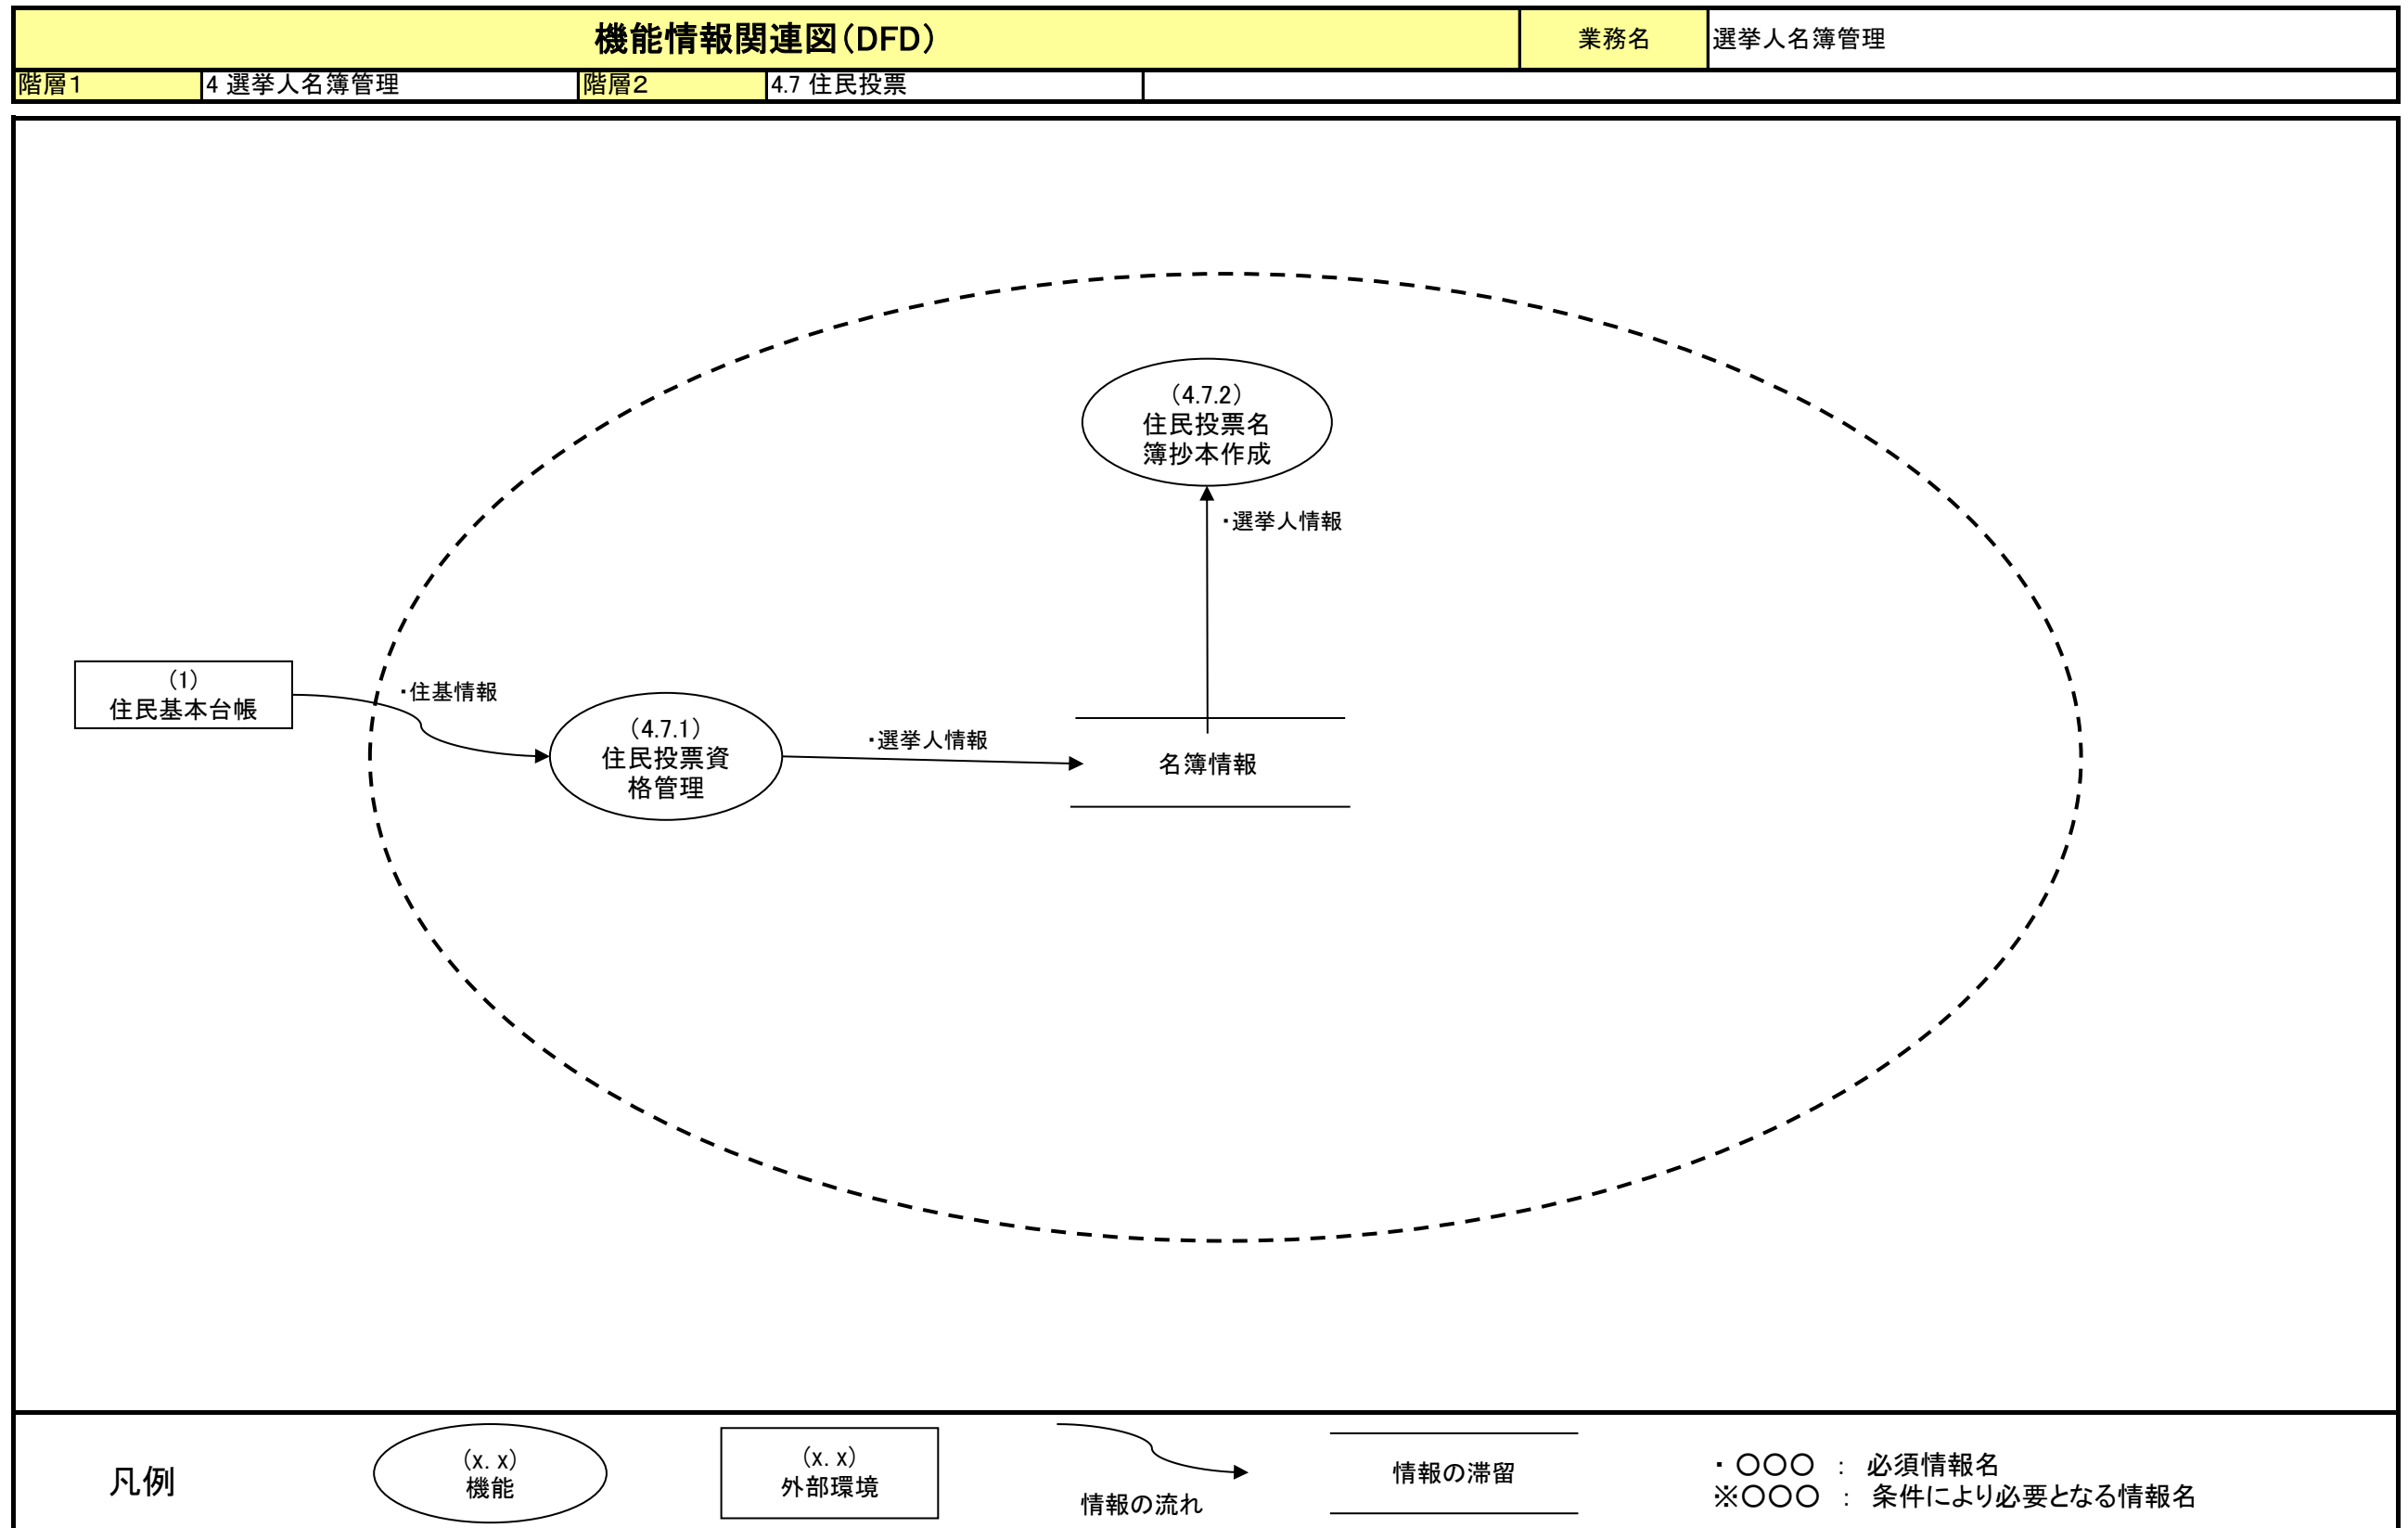 機能情報関連図（DFD）
業務名
選挙人名簿管理
階層１
4 選挙人名簿管理
階層２
4.7 住民投票
（4.7.2）
住民投票名
簿抄本作成
・選挙人情報
（1）
住民基本台帳
・住基情報
（4.7.1）
住民投票資
格管理
・選挙人情報
名簿情報
凡例
（x. x）
機能
（x. x）
外部環境
情報の流れ
情報の滞留
・ 〇〇〇 ： 必須情報名
※〇〇〇 ： 条件により必要となる情報名